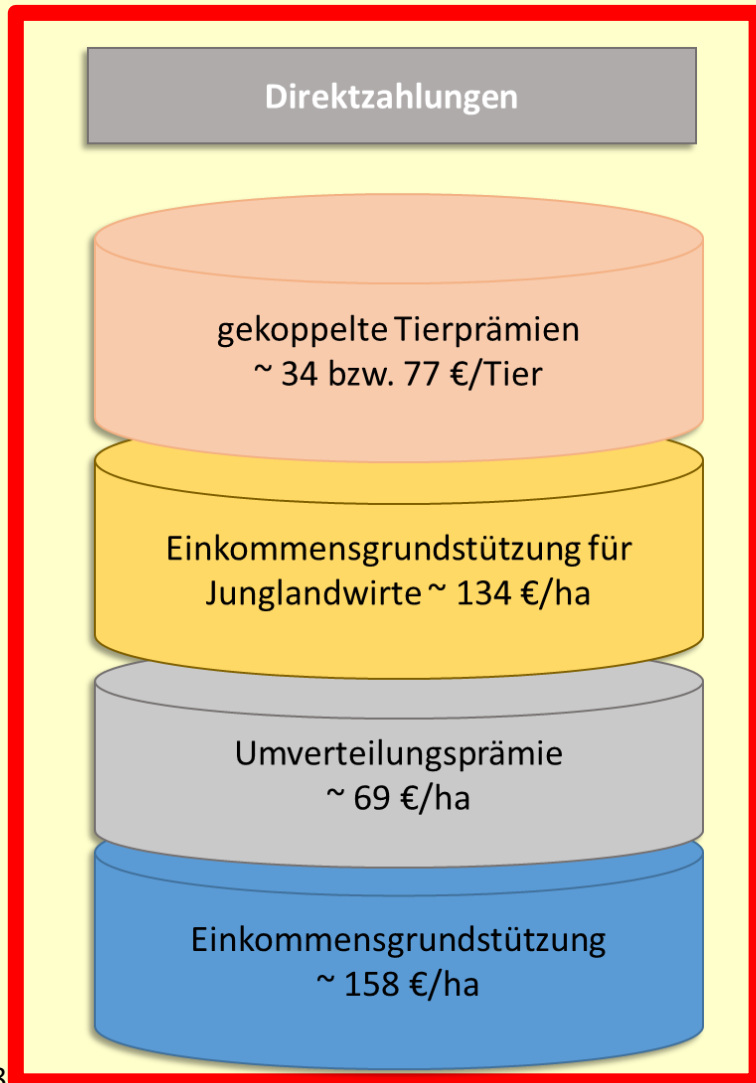 Direktzahlungen
gekoppelte Tierprämien
~ 34 bzw. 77 €/Tier
Einkommensgrundstützung für
Junglandwirte ~ 134 €/ha
Umverteilungsprämie
~ 69 €/ha
Einkommensgrundstützung
~ 158 €/ha